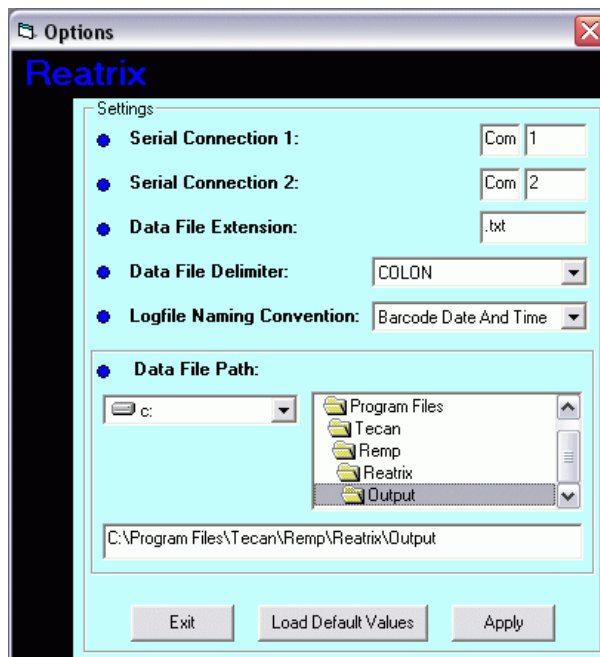 Options
Reatrix
Settings
Serial Connection 1: Com 1
Serial Connection 2: Com 2
Data File Extension: .txt
Data File Delimiter: COLON
Logfile Naming Convention: Barcode Date And Time
Data File Path:
c:
Program Files
Tecan
Remp
Reatrix
Output
C:\Program Files\Tecan\Remp\Reatrix\Output
Exit Load Default Values Apply